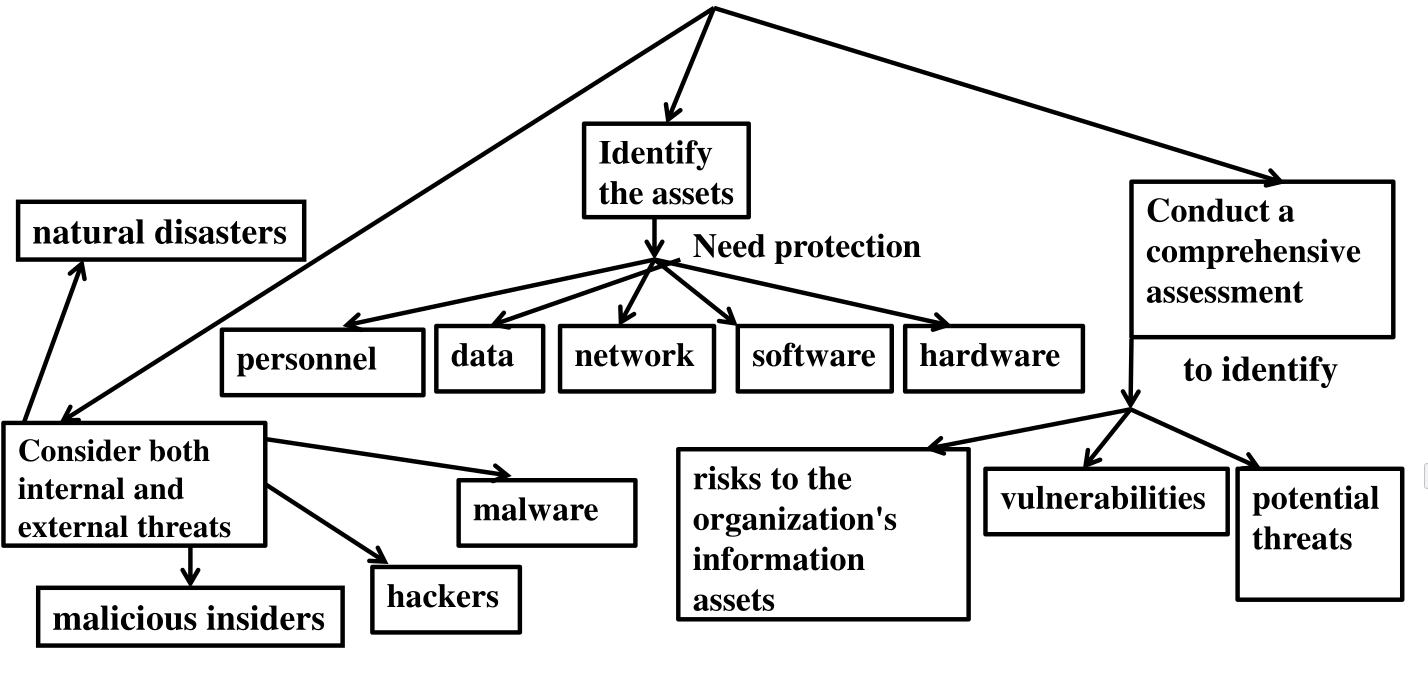 Identify
the assets
natural disasters
Conduct a
comprehensive
assessment
Need protection
personnel
data
network
software
hardware
to identify
Consider both
internal and
external threats
malware
hackers
malicious insiders
risks to the
organization's
information
assets
vulnerabilities
potential
threats